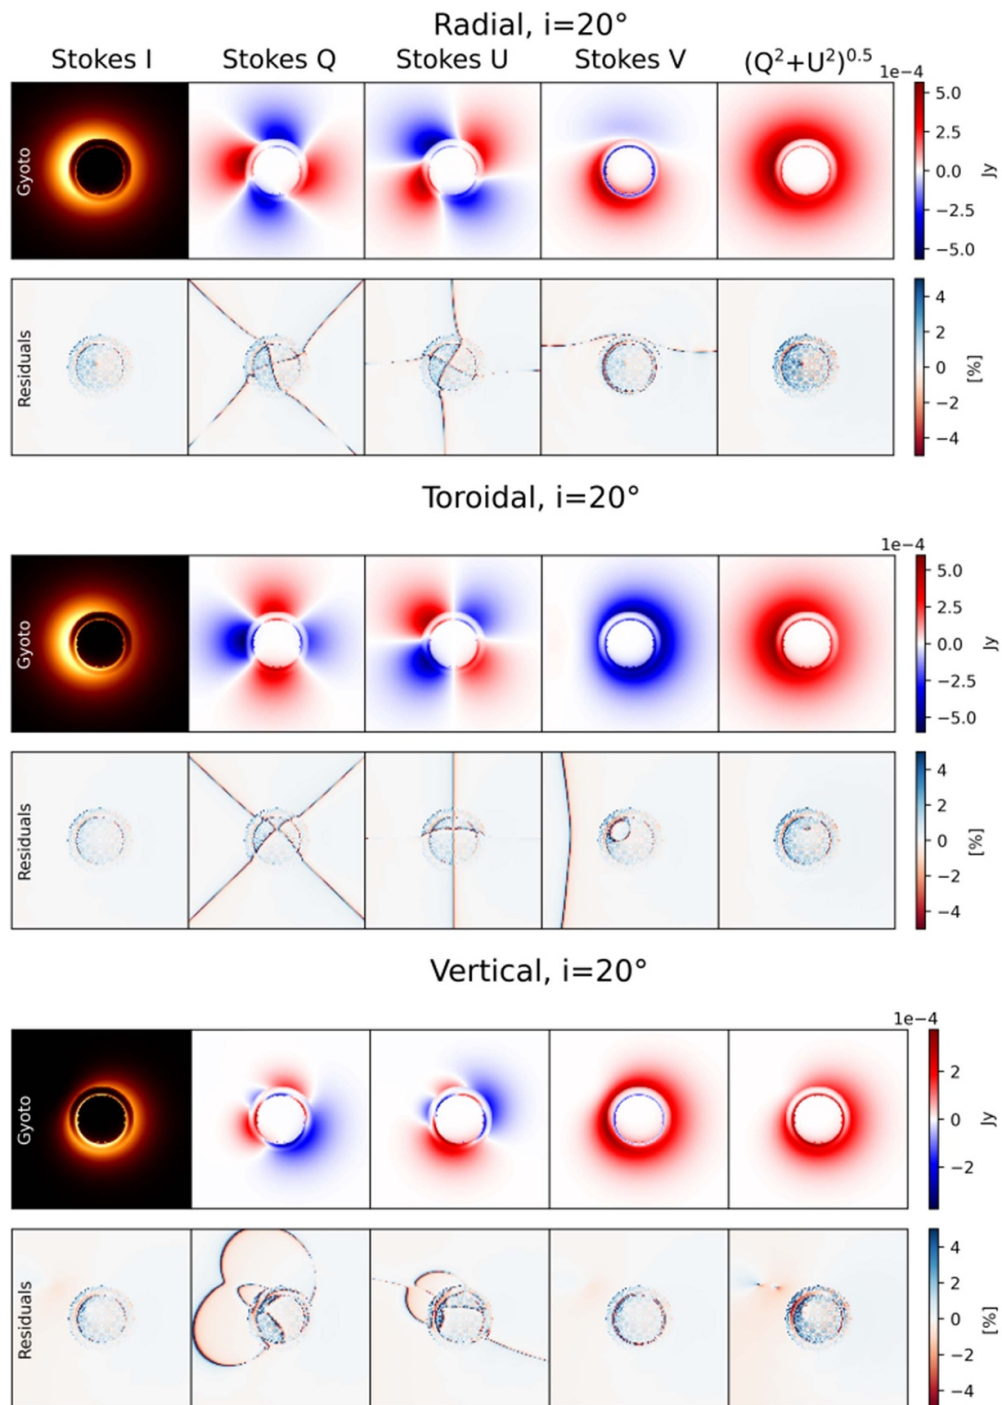 Radial, i=20°
Stokes I Stokes Q Stokes U Stokes V (Q²+U²)⁰·⁵
1e−4
Gyoto
5.0
2.5
0.0
−2.5
−5.0
Jy
Residuals
4
2
0
−2
−4
[%]
Toroidal, i=20°
1e−4
Gyoto
5.0
2.5
0.0
−2.5
−5.0
Jy
Residuals
4
2
0
−2
−4
[%]
Vertical, i=20°
1e−4
Gyoto
2
0
−2
Jy
Residuals
4
2
0
−2
−4
[%]